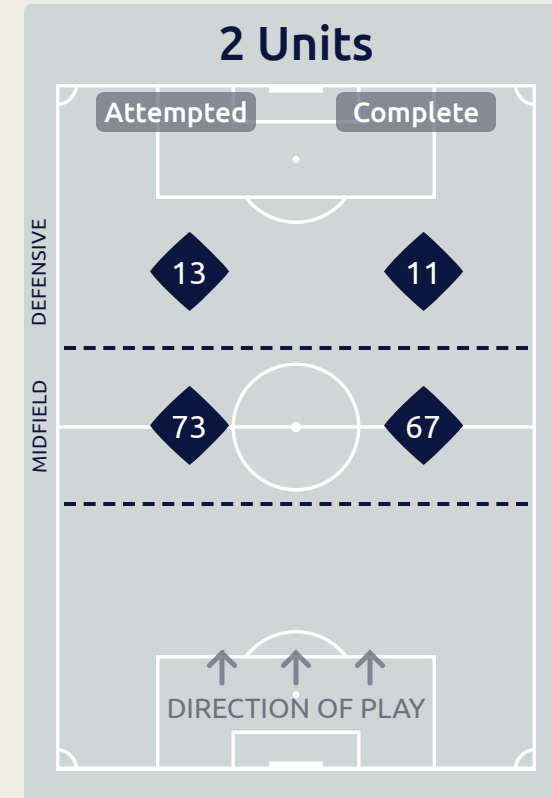 2 Units
Attempted Complete
DEFENSIVE
13 11
MIDFIELD
73 67
DIRECTION OF PLAY